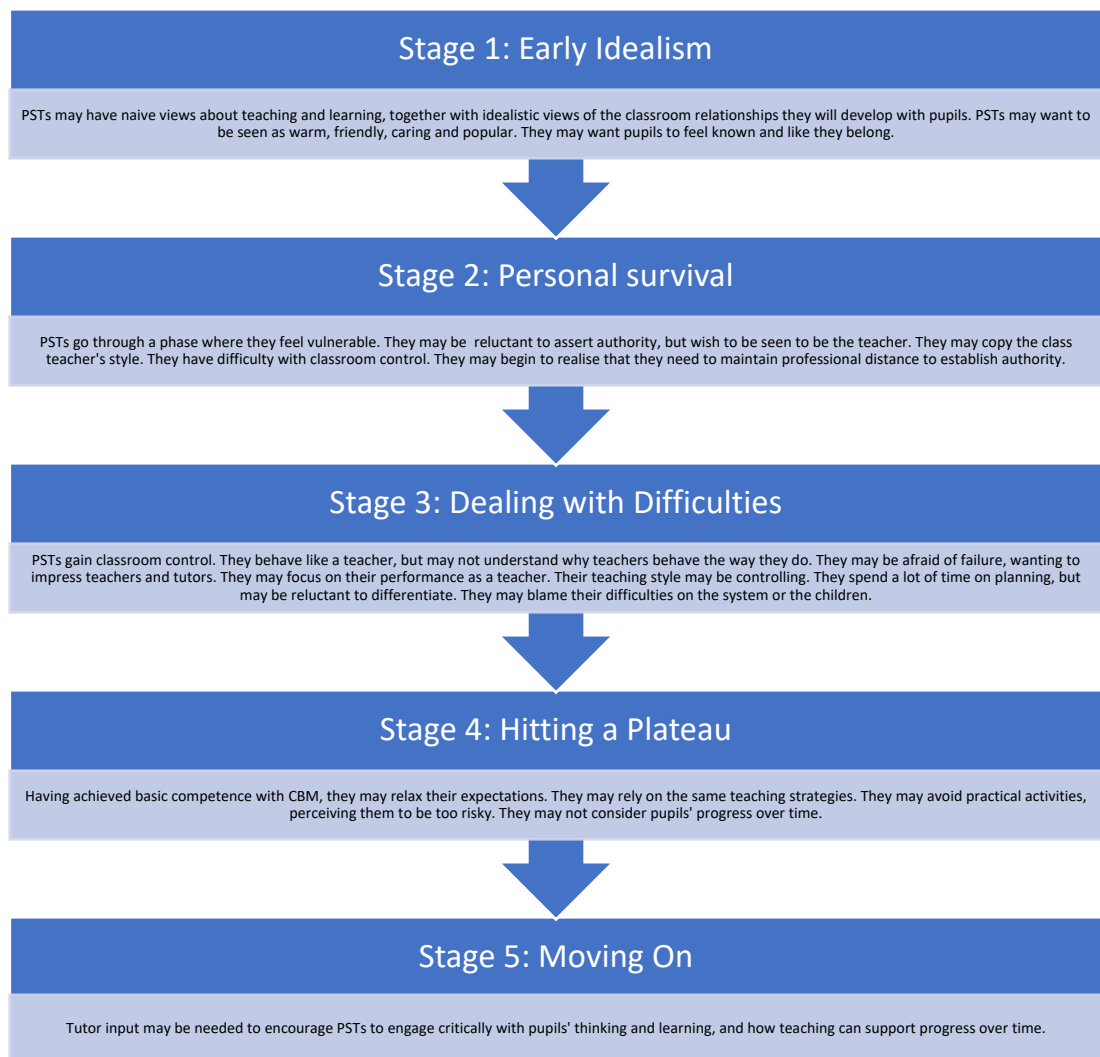 Stage 1: Early Idealism
PSTs may have naive views about teaching and learning, together with idealistic views of the classroom relationships they will develop with pupils. PSTs may want to
be seen as warm, friendly, caring and popular. They may want pupils to feel known and like they belong.
Stage 2: Personal survival
PSTs go through a phase where they feel vulnerable. They may be  reluctant to assert authority, but wish to be seen to be the teacher. They may copy the class
teacher's style. They have difficulty with classroom control. They may begin to realise that they need to maintain professional distance to establish authority.
Stage 3: Dealing with Difficulties
PSTs gain classroom control. They behave like a teacher, but may not understand why teachers behave the way they do. They may be afraid of failure, wanting to
impress teachers and tutors. They may focus on their performance as a teacher. Their teaching style may be controlling. They spend a lot of time on planning, but
may be reluctant to differentiate. They may blame their difficulties on the system or the children.
Stage 4: Hitting a Plateau
Having achieved basic competence with CBM, they may relax their expectations. They may rely on the same teaching strategies. They may avoid practical activities,
perceiving them to be too risky. They may not consider pupils' progress over time.
Stage 5: Moving On
Tutor input may be needed to encourage PSTs to engage critically with pupils' thinking and learning, and how teaching can support progress over time.